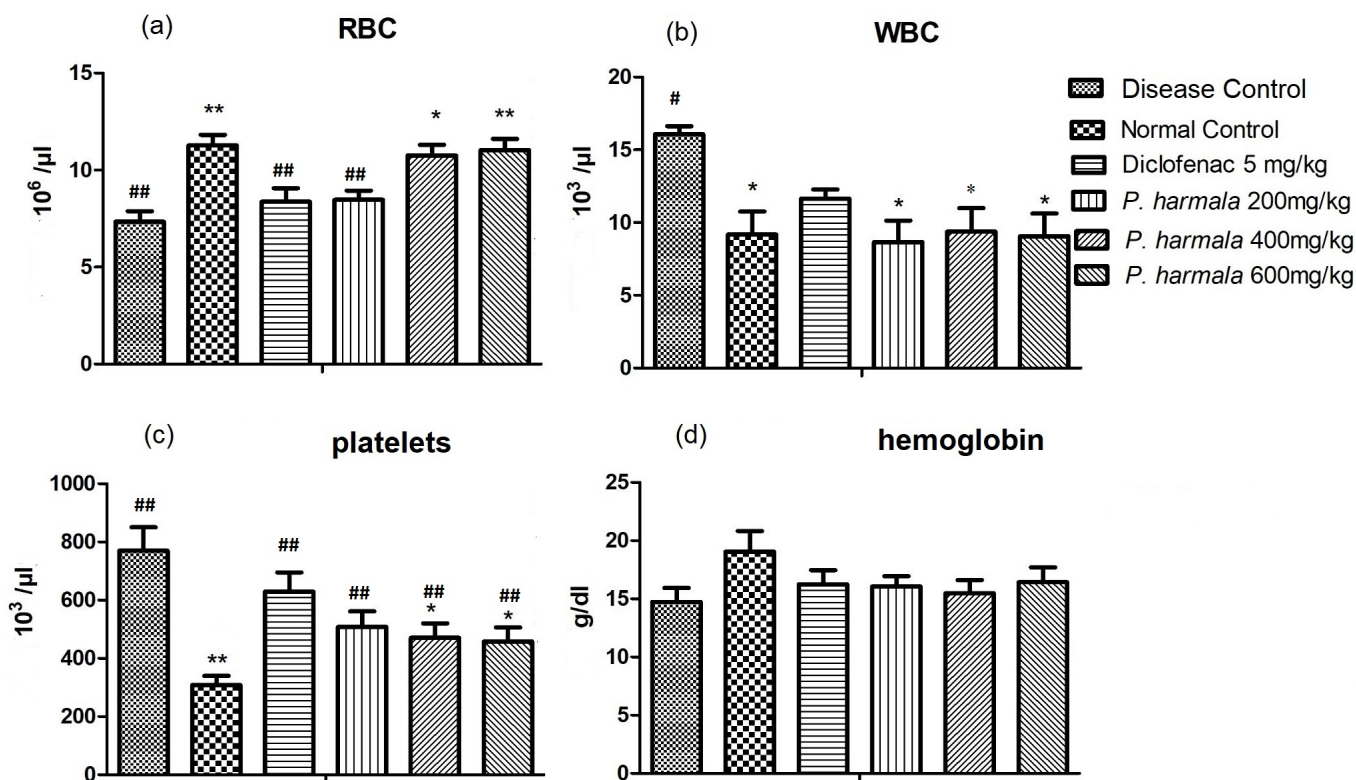 (a) RBC
15
10
5
0
10⁶ /µl
##
**
##
##
*
**
(b) WBC
20
15
10
5
0
10³ /µl
#
*
*
*
*
Disease Control
Normal Control
Diclofenac 5 mg/kg
P. harmala 200mg/kg
P. harmala 400mg/kg
P. harmala 600mg/kg
(c) platelets
1000
800
600
400
200
0
10³ /µl
##
**
##
##
##
*
##
*
(d) hemoglobin
25
20
15
10
5
0
g/dl